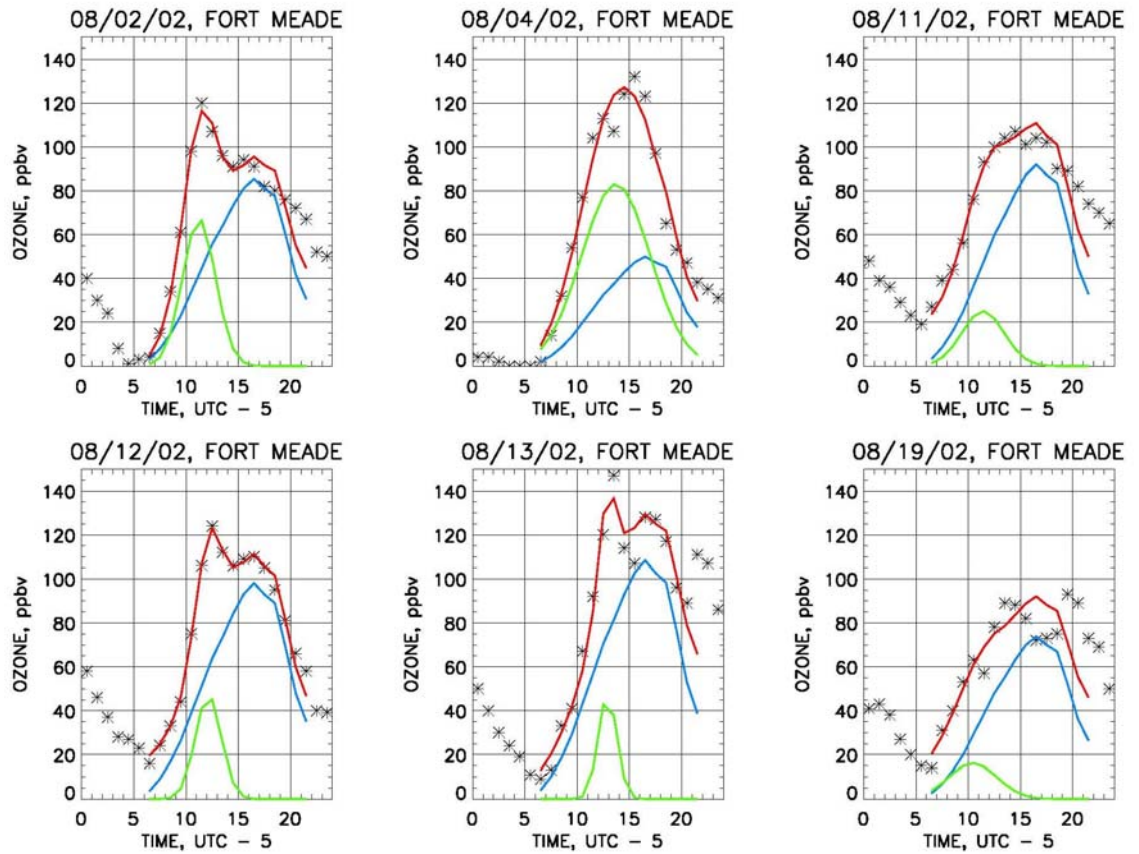 08/02/02, FORT MEADE
140
120
100
80
60
40
20
0
OZONE, ppbv
0 5 10 15 20
TIME, UTC - 5
08/04/02, FORT MEADE
140
120
100
80
60
40
20
0
OZONE, ppbv
0 5 10 15 20
TIME, UTC - 5
08/11/02, FORT MEADE
140
120
100
80
60
40
20
0
OZONE, ppbv
0 5 10 15 20
TIME, UTC - 5
08/12/02, FORT MEADE
140
120
100
80
60
40
20
0
OZONE, ppbv
0 5 10 15 20
TIME, UTC - 5
08/13/02, FORT MEADE
140
120
100
80
60
40
20
0
OZONE, ppbv
0 5 10 15 20
TIME, UTC - 5
08/19/02, FORT MEADE
140
120
100
80
60
40
20
0
OZONE, ppbv
0 5 10 15 20
TIME, UTC - 5